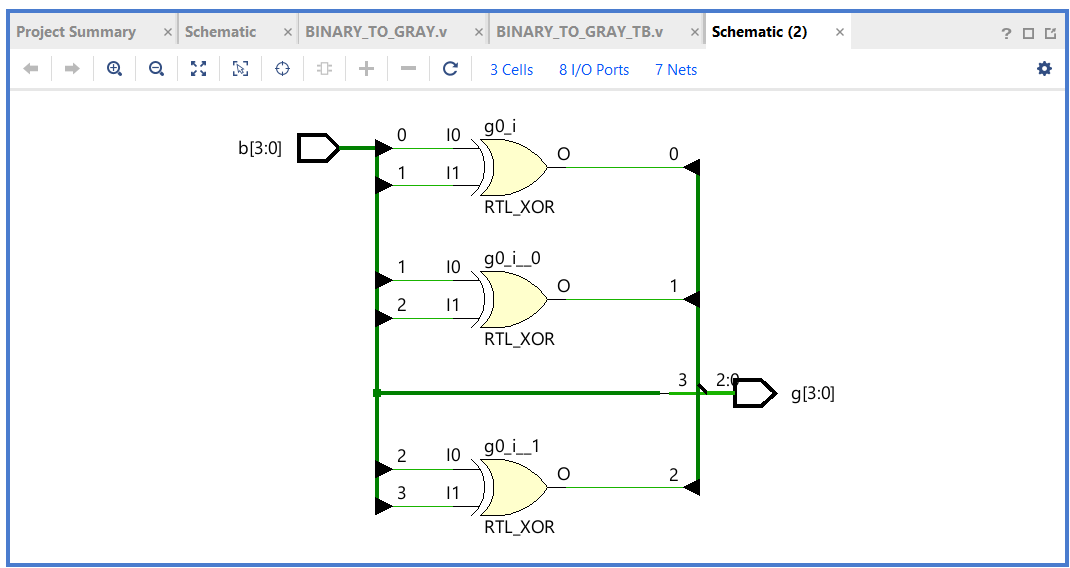 Project Summary × Schematic × BINARY_TO_GRAY.v × BINARY_TO_GRAY_TB.v × Schematic (2) × ?
3 Cells 8 I/O Ports 7 Nets
g0_i
b[3:0] 0 I0 O 0
1 I1
RTL_XOR
g0_i__0
1 I0 O 1
2 I1
RTL_XOR
3 2:0
g[3:0]
g0_i__1
2 I0 O 2
3 I1
RTL_XOR